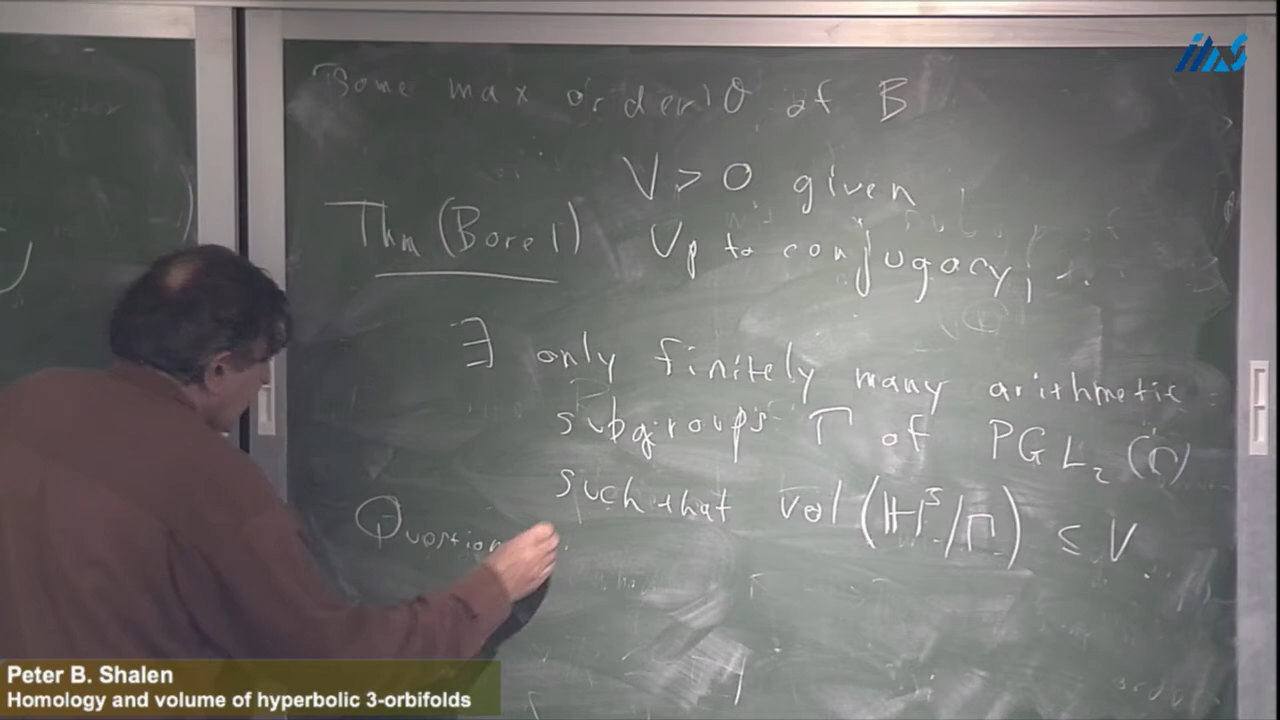 ihes
Some max order O of B
V > 0 given
Thm (Borel) Up to conjugacy,
∃ only finitely many arithmetic
subgroups Γ of PGL₂(ℂ)
such that vol(ℍ³/Γ) ≤ V
Question
Peter B. Shalen
Homology and volume of hyperbolic 3-orbifolds